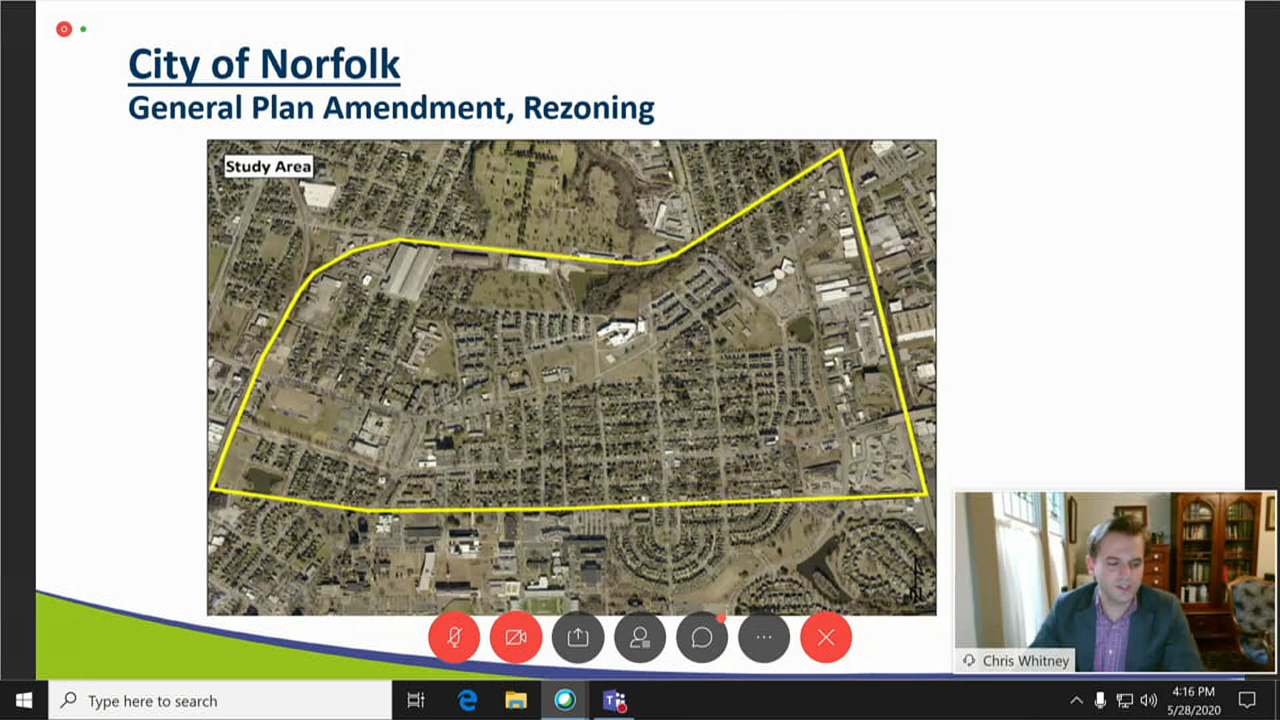 City of Norfolk
General Plan Amendment, Rezoning
Study Area
Chris Whitney
Type here to search
4:16 PM
5/28/2020